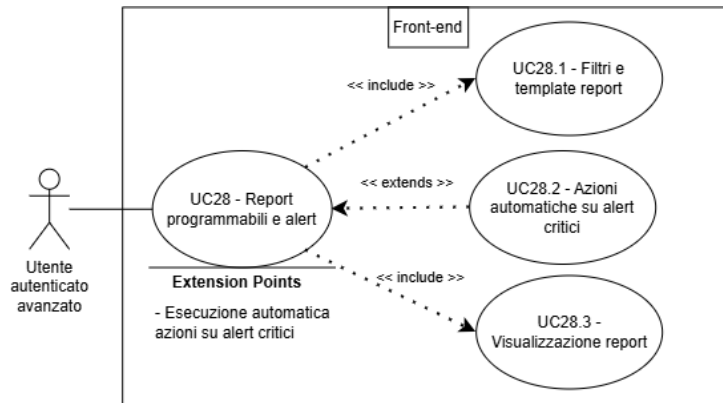 Front-end
UC28.1 - Filtri e
template report
<< include >>
UC28 - Report
programmabili e alert
<< extends >>
UC28.2 - Azioni
automatiche su alert
critici
Utente
autenticato
avanzato
Extension Points
- Esecuzione automatica
azioni su alert critici
<< include >>
UC28.3 -
Visualizzazione report